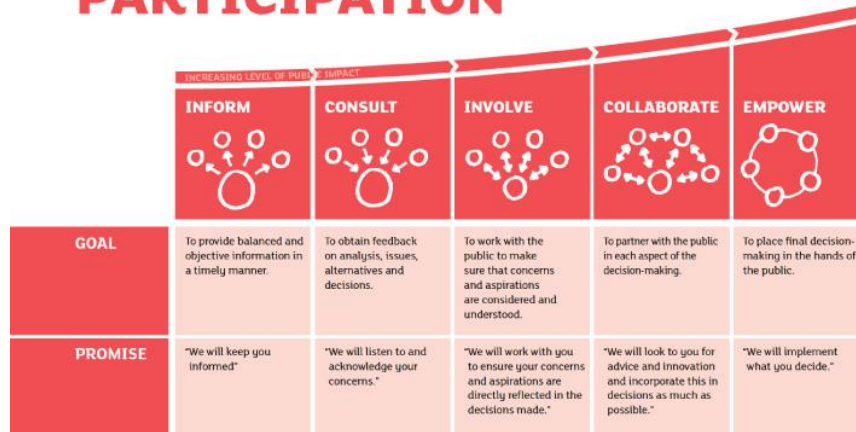 PARTICIPATION
INCREASING LEVEL OF PUBLIC IMPACT
INFORM
CONSULT
INVOLVE
COLLABORATE
EMPOWER
GOAL
To provide balanced and
objective information in
a timely manner.
To obtain feedback
on analysis, issues,
alternatives and
decisions.
To work with the
public to make
sure that concerns
and aspirations
are considered and
understood.
To partner with the public
in each aspect of the
decision-making.
To place final decision-
making in the hands of
the public.
PROMISE
"We will keep you
informed"
"We will listen to and
acknowledge your
concerns."
"We will work with you
to ensure your concerns
and aspirations are
directly reflected in the
decisions made."
"We will look to you for
advice and innovation
and incorporate this in
decisions as much as
possible."
"We will implement
what you decide."